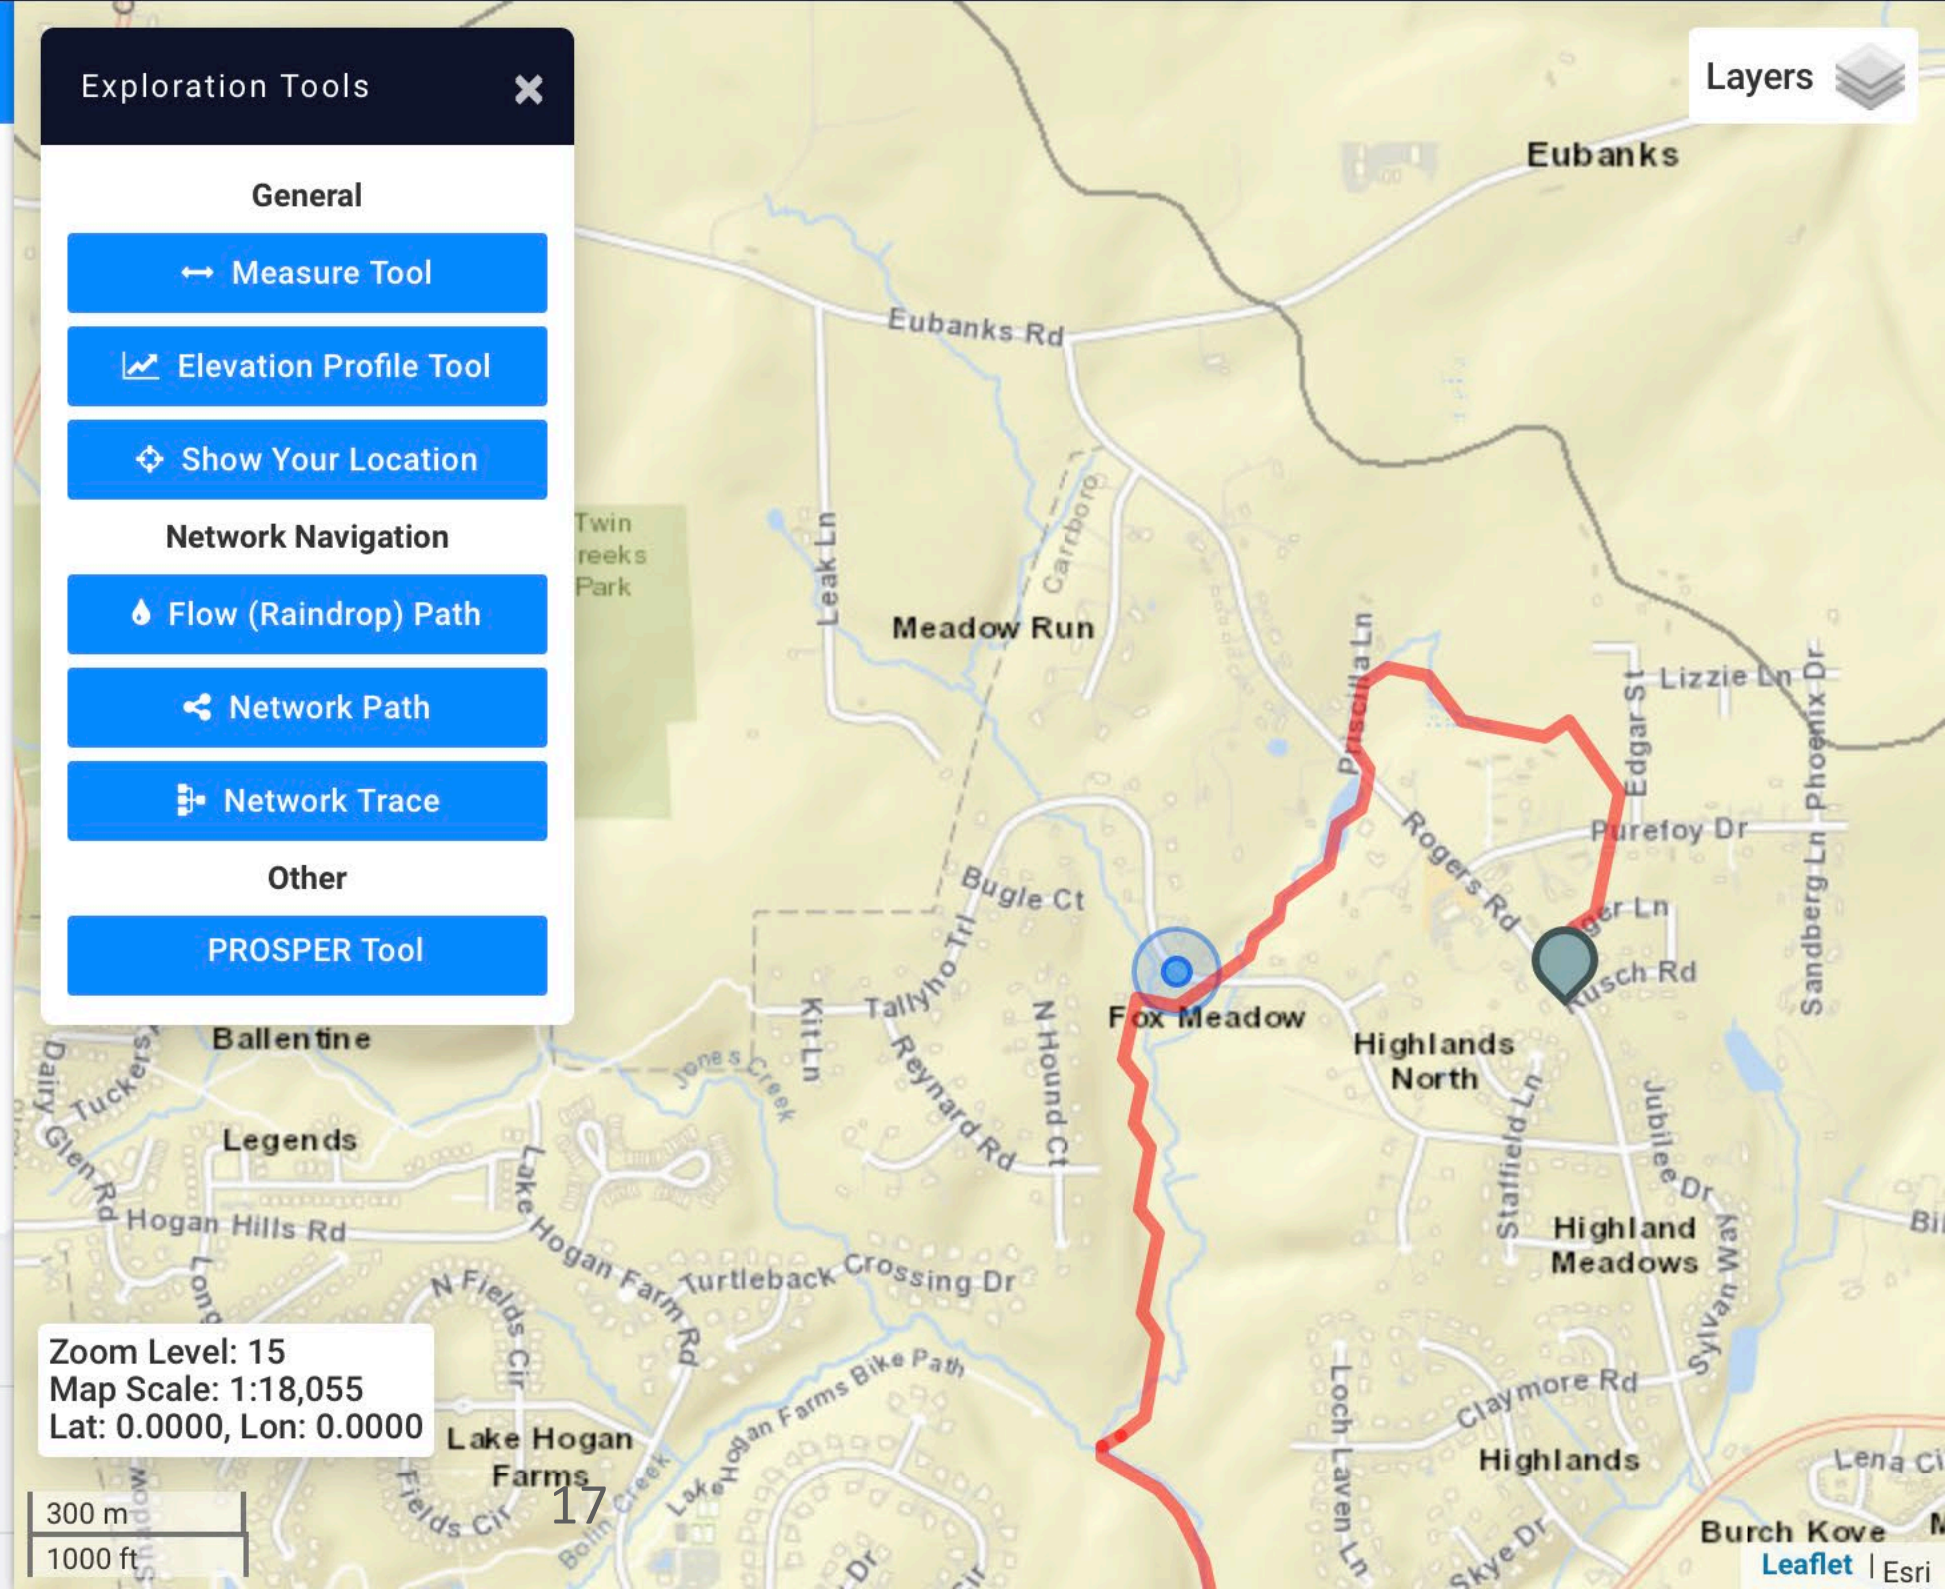 Exploration Tools
General
Measure Tool
Elevation Profile Tool
Show Your Location
Network Navigation
Flow (Raindrop) Path
Network Path
Network Trace
Other
PROSPER Tool
Layers
Eubanks
Eubanks Rd
Twin
reeks
Park
Leak Ln
Carrboro
Meadow Run
Priscilla Ln
Lizzie Ln
Edgar St
Phoenix Dr
Purefoy Dr
Rogers Rd
ger Ln
Rusch Rd
Sandberg Ln
Bugle Ct
Tallyho Trl
Kit Ln
N Hound Ct
Reynard Rd
Fox Meadow
Highlands
North
Staffield Ln
Jubilee Dr
Highland
Meadows
Sylvan Way
Ballentine
Dairy
Tuckers
Glen Rd
Legends
Jones Creek
Hogan Hills Rd
Long
Lake Hogan Farm Rd
Turtleback Crossing Dr
N Fields Cir
Lake Hogan Farms Bike Path
Loch Laven Ln
Claymore Rd
Highlands
Lena Ci
Bil
Zoom Level: 15
Map Scale: 1:18,055
Lat: 0.0000, Lon: 0.0000
Lake Hogan
Farms
17
Fields Cir
Bolin Creek
Shadow
Skye Dr
Burch Kove
Dr
300 m
1000 ft
Leaflet | Esri